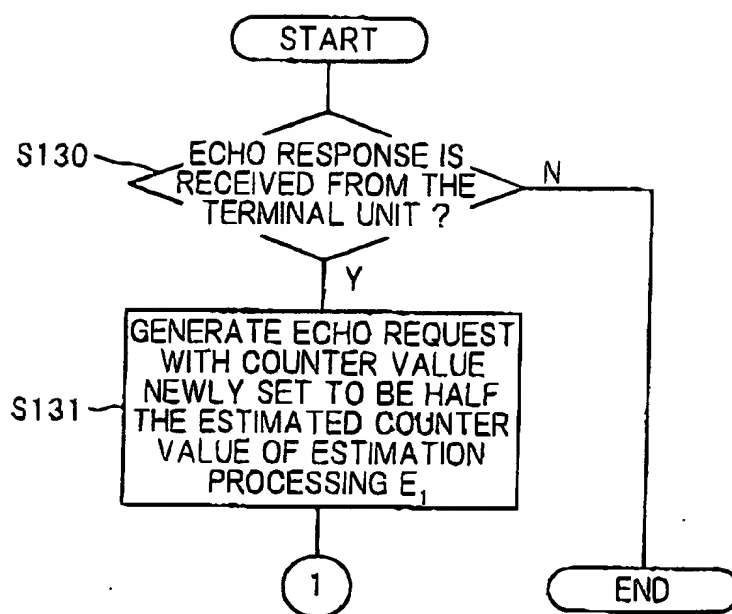 START
S130
ECHO RESPONSE IS
RECEIVED FROM THE
TERMINAL UNIT ?
N
Y
S131
GENERATE ECHO REQUEST
WITH COUNTER VALUE
NEWLY SET TO BE HALF
THE ESTIMATED COUNTER
VALUE OF ESTIMATION
PROCESSING E₁
1
END